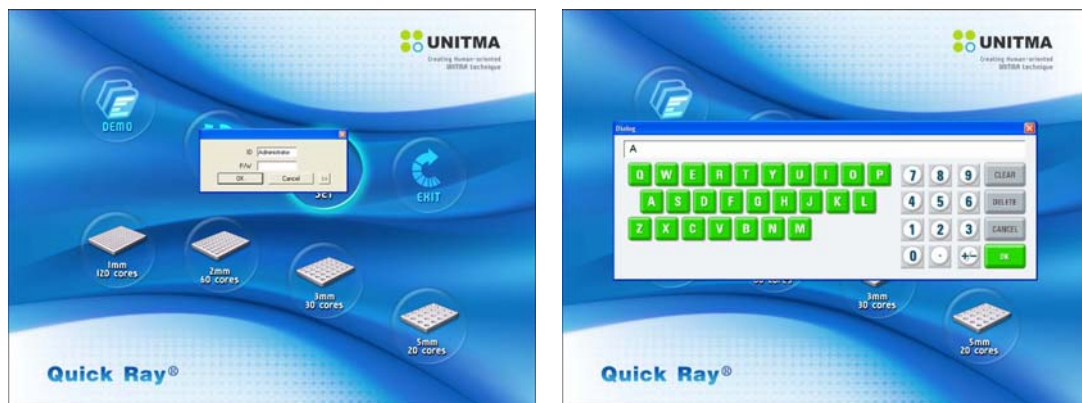 UNITMA
Creating Human-oriented
UNITMA technique
DEMO
ID
Administrator
P/W
OK
Cancel
>>
SET
EXIT
1mm
120 cores
2mm
60 cores
3mm
30 cores
5mm
20 cores
Quick Ray®
UNITMA
Creating Human-oriented
UNITMA technique
Dialog
A
Q W E R T Y U I O P 7 8 9 CLEAR
A S D F G H J K L 4 5 6 DELETE
Z X C V B N M 1 2 3 CANCEL
0 . +/- OK
3mm
30 cores
5mm
20 cores
Quick Ray®